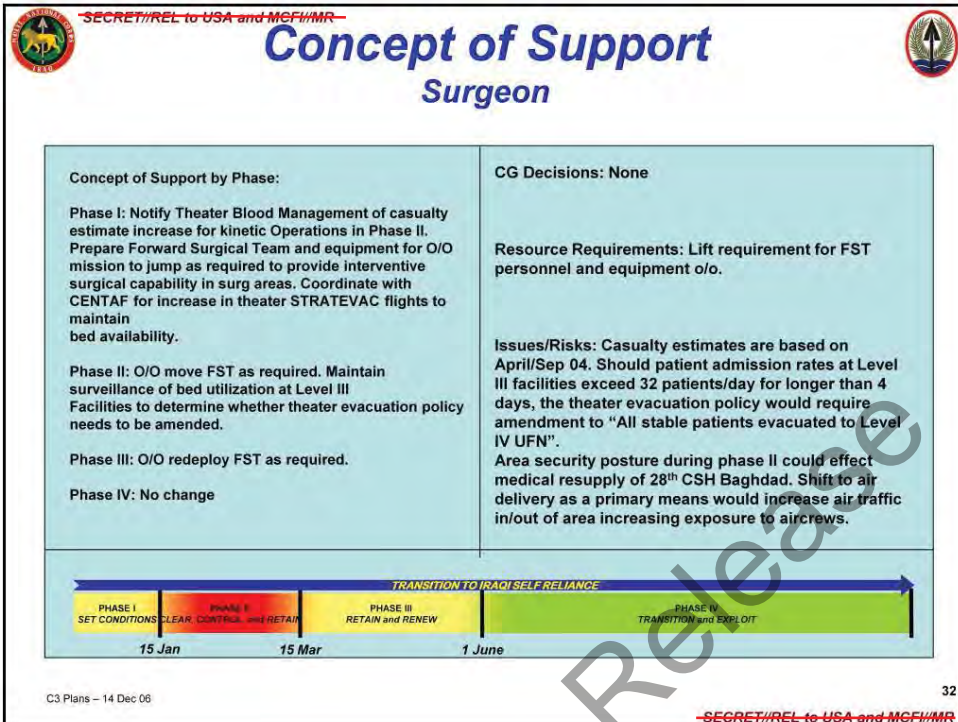 SECRET//REL to USA and MCFI//MR
Concept of Support
Surgeon
Concept of Support by Phase:
Phase I: Notify Theater Blood Management of casualty
estimate increase for kinetic Operations in Phase II.
Prepare Forward Surgical Team and equipment for O/O
mission to jump as required to provide interventive
surgical capability in surg areas. Coordinate with
CENTAF for increase in theater STRATEVAC flights to
maintain
bed availability.
Phase II: O/O move FST as required. Maintain
surveillance of bed utilization at Level III
Facilities to determine whether theater evacuation policy
needs to be amended.
Phase III: O/O redeploy FST as required.
Phase IV: No change
CG Decisions: None
Resource Requirements: Lift requirement for FST
personnel and equipment o/o.
Issues/Risks: Casualty estimates are based on
April/Sep 04. Should patient admission rates at Level
III facilities exceed 32 patients/day for longer than 4
days, the theater evacuation policy would require
amendment to “All stable patients evacuated to Level
IV UFN”.
Area security posture during phase II could effect
medical resupply of 28th CSH Baghdad. Shift to air
delivery as a primary means would increase air traffic
in/out of area increasing exposure to aircrews.
TRANSITION TO IRAQI SELF RELIANCE
PHASE I
SET CONDITIONS
PHASE II
CLEAR, CONTROL, and RETAIN
PHASE III
RETAIN and RENEW
PHASE IV
TRANSITION and EXPLOIT
15 Jan
15 Mar
1 June
Release
C3 Plans – 14 Dec 06
32
SECRET//REL to USA and MCFI//MR